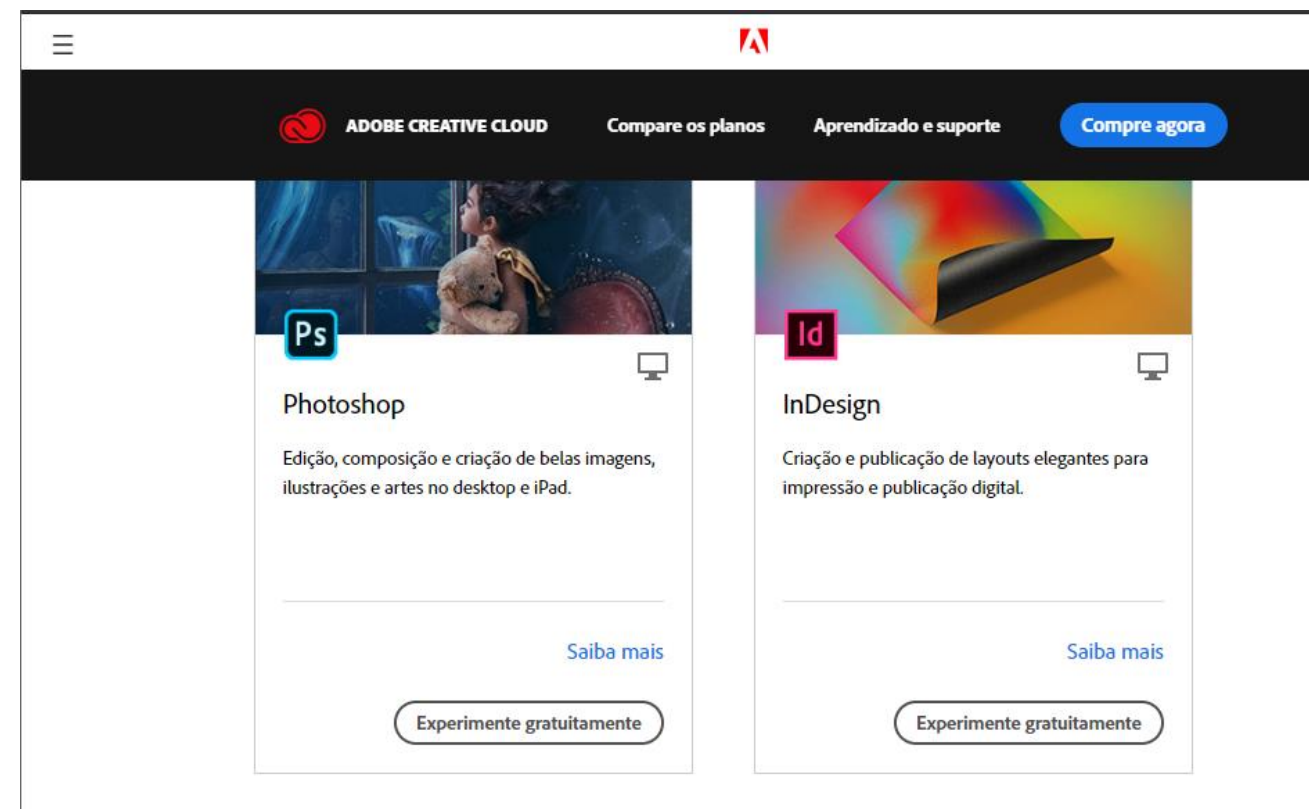 ADOBE CREATIVE CLOUD Compare os planos Aprendizado e suporte Compre agora
Ps
Photoshop
Edição, composição e criação de belas imagens,
ilustrações e artes no desktop e iPad.
Saiba mais
Experimente gratuitamente
Id
InDesign
Criação e publicação de layouts elegantes para
impressão e publicação digital.
Saiba mais
Experimente gratuitamente